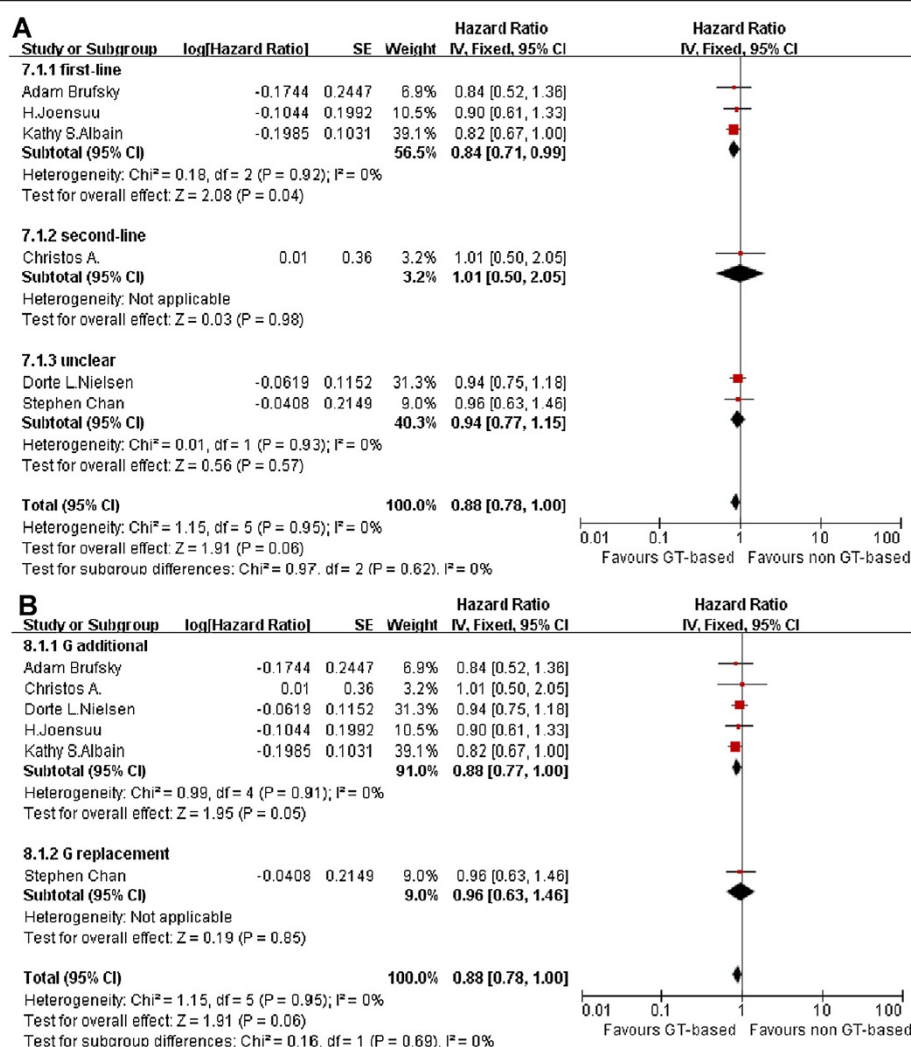 A
Hazard Ratio Hazard Ratio
Study or Subgroup log[Hazard Ratio] SE Weight IV, Fixed, 95% CI IV, Fixed, 95% CI
7.1.1 first-line
Adam Brufsky -0.1744 0.2447 6.9% 0.84 [0.52, 1.36]
H.Joensuu -0.1044 0.1992 10.5% 0.90 [0.61, 1.33]
Kathy S.Albain -0.1985 0.1031 39.1% 0.82 [0.67, 1.00]
Subtotal (95% CI) 56.5% 0.84 [0.71, 0.99]
Heterogeneity: Chi² = 0.18, df = 2 (P = 0.92); I² = 0%
Test for overall effect: Z = 2.08 (P = 0.04)
7.1.2 second-line
Christos A. 0.01 0.36 3.2% 1.01 [0.50, 2.05]
Subtotal (95% CI) 3.2% 1.01 [0.50, 2.05]
Heterogeneity: Not applicable
Test for overall effect: Z = 0.03 (P = 0.98)
7.1.3 unclear
Dorte L.Nielsen -0.0619 0.1152 31.3% 0.94 [0.75, 1.18]
Stephen Chan -0.0408 0.2149 9.0% 0.96 [0.63, 1.46]
Subtotal (95% CI) 40.3% 0.94 [0.77, 1.15]
Heterogeneity: Chi² = 0.01, df = 1 (P = 0.93); I² = 0%
Test for overall effect: Z = 0.56 (P = 0.57)
Total (95% CI) 100.0% 0.88 [0.78, 1.00]
Heterogeneity: Chi² = 1.15, df = 5 (P = 0.95); I² = 0%
Test for overall effect: Z = 1.91 (P = 0.06)
Test for subgroup differences: Chi² = 0.97, df = 2 (P = 0.62), I² = 0%
0.01 0.1 1 10 100
Favours GT-based Favours non GT-based
B
Hazard Ratio Hazard Ratio
Study or Subgroup log[Hazard Ratio] SE Weight IV, Fixed, 95% CI IV, Fixed, 95% CI
8.1.1 G additional
Adam Brufsky -0.1744 0.2447 6.9% 0.84 [0.52, 1.36]
Christos A. 0.01 0.36 3.2% 1.01 [0.50, 2.05]
Dorte L.Nielsen -0.0619 0.1152 31.3% 0.94 [0.75, 1.18]
H.Joensuu -0.1044 0.1992 10.5% 0.90 [0.61, 1.33]
Kathy S.Albain -0.1985 0.1031 39.1% 0.82 [0.67, 1.00]
Subtotal (95% CI) 91.0% 0.88 [0.77, 1.00]
Heterogeneity: Chi² = 0.99, df = 4 (P = 0.91); I² = 0%
Test for overall effect: Z = 1.95 (P = 0.05)
8.1.2 G replacement
Stephen Chan -0.0408 0.2149 9.0% 0.96 [0.63, 1.46]
Subtotal (95% CI) 9.0% 0.96 [0.63, 1.46]
Heterogeneity: Not applicable
Test for overall effect: Z = 0.19 (P = 0.85)
Total (95% CI) 100.0% 0.88 [0.78, 1.00]
Heterogeneity: Chi² = 1.15, df = 5 (P = 0.95); I² = 0%
Test for overall effect: Z = 1.91 (P = 0.06)
Test for subgroup differences: Chi² = 0.16, df = 1 (P = 0.69), I² = 0%
0.01 0.1 1 10 100
Favours GT-based Favours non GT-based